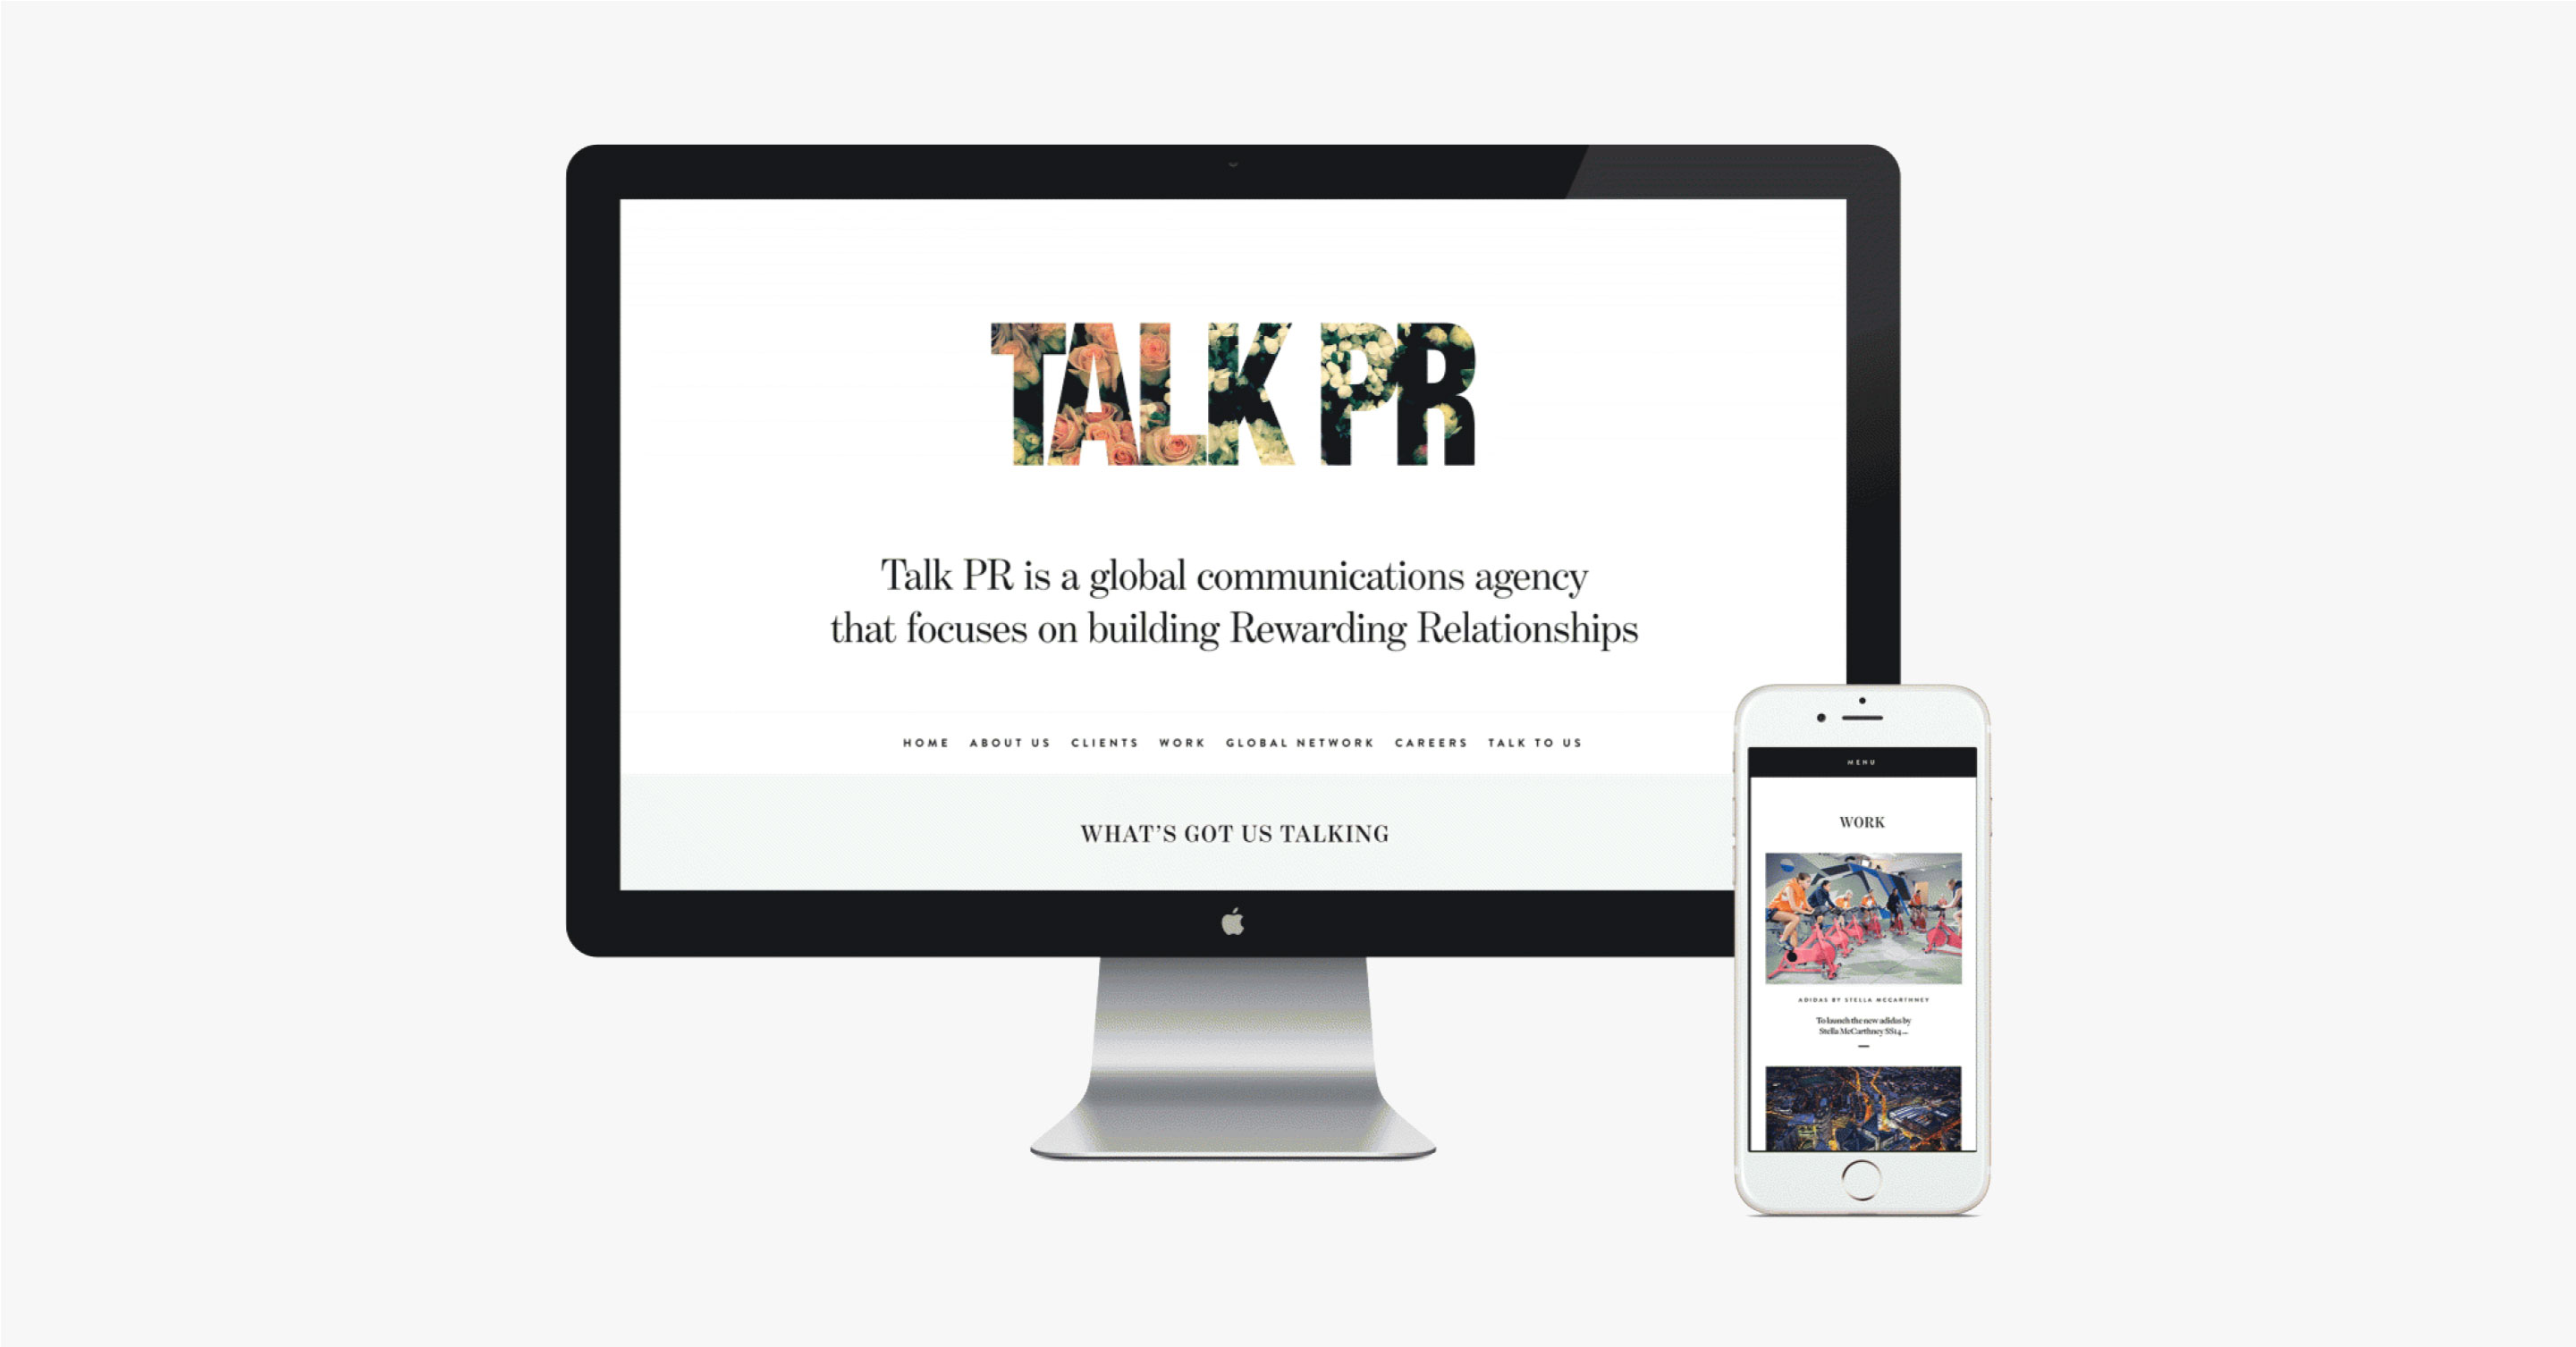 TALK PR
Talk PR is a global communications agency
that focuses on building Rewarding Relationships
HOME ABOUT US CLIENTS WORK GLOBAL NETWORK CAREERS TALK TO US
WHAT'S GOT US TALKING
MENU
WORK
ADIDAS BY STELLA MCCARTHNEY
To launch the new adidas by
Stella McCarthney SS14 ...